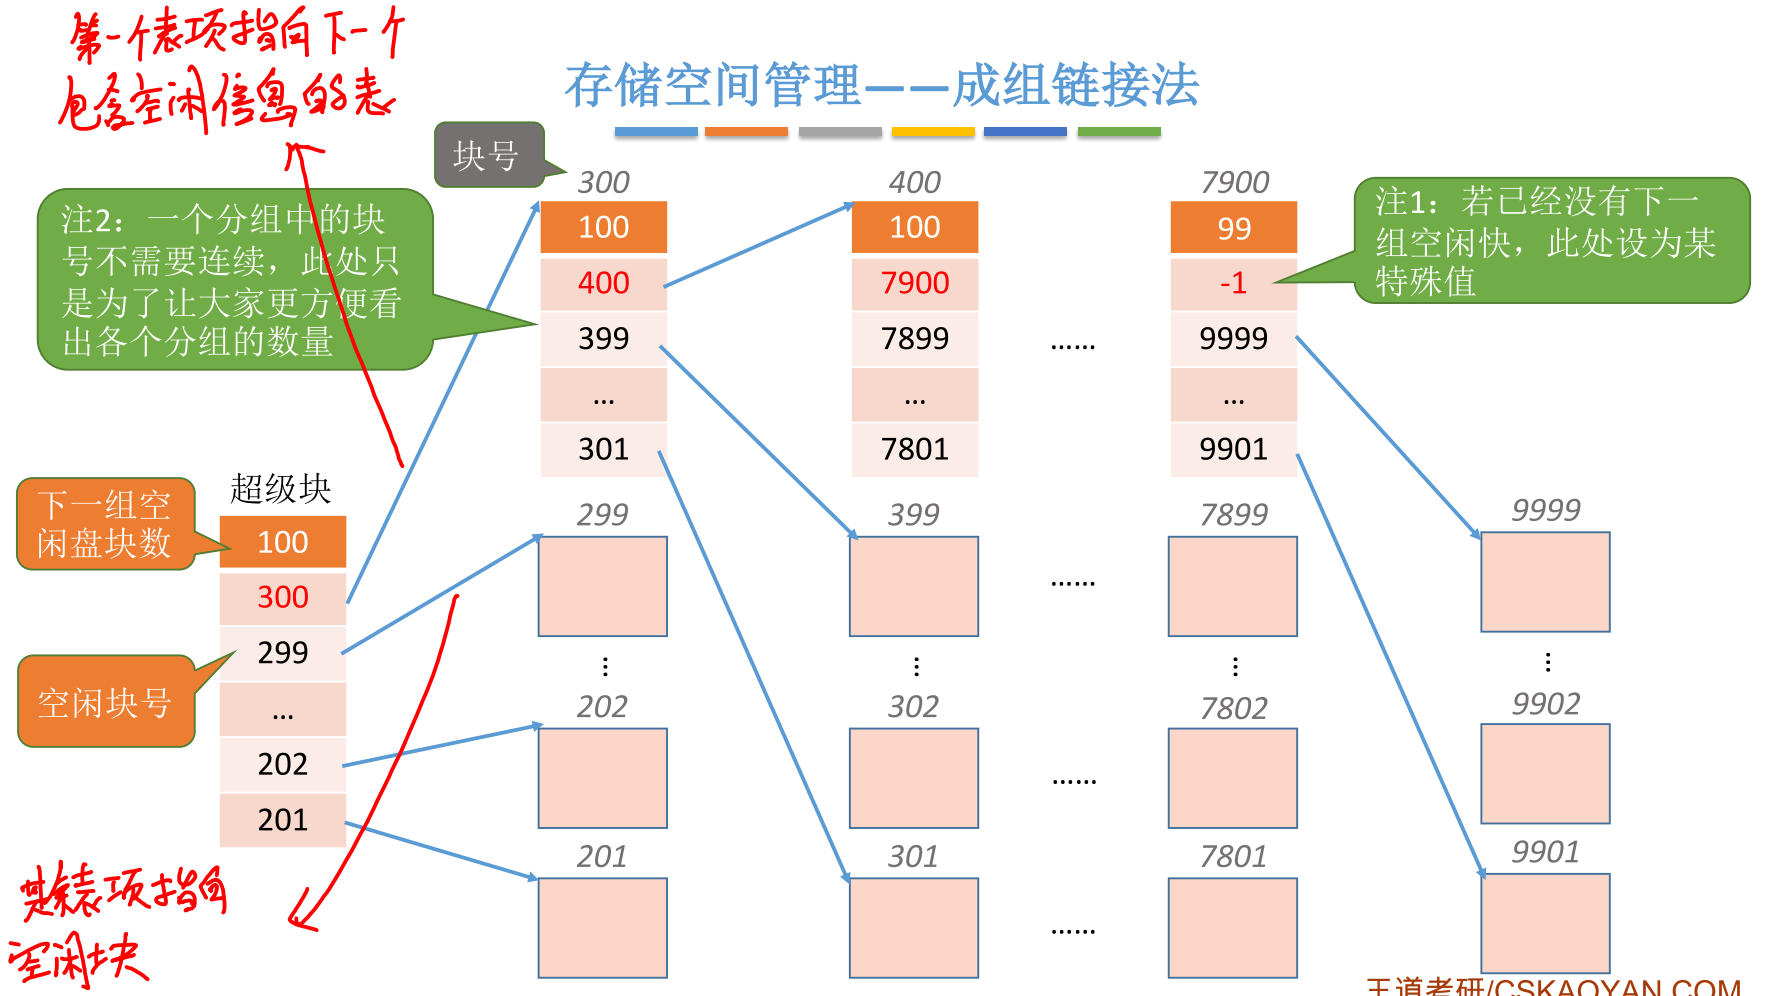 第一个表项指向下一个
包含空闲信息的表
存储空间管理——成组链接法
块号
注2：一个分组中的块
号不需要连续，此处只
是为了让大家更方便看
出各个分组的数量
注1：若已经没有下一
组空闲快，此处设为某
特殊值
300
100
400
399
...
301
400
100
7900
7899
...
7801
......
7900
99
-1
9999
...
9901
下一组空
闲盘块数
空闲块号
超级块
100
300
299
...
202
201
299
...
202
201
399
...
302
301
......
......
......
7899
...
7802
7801
9999
...
9902
9901
表项指向
空闲块
王道考研/CSKAOYAN.COM